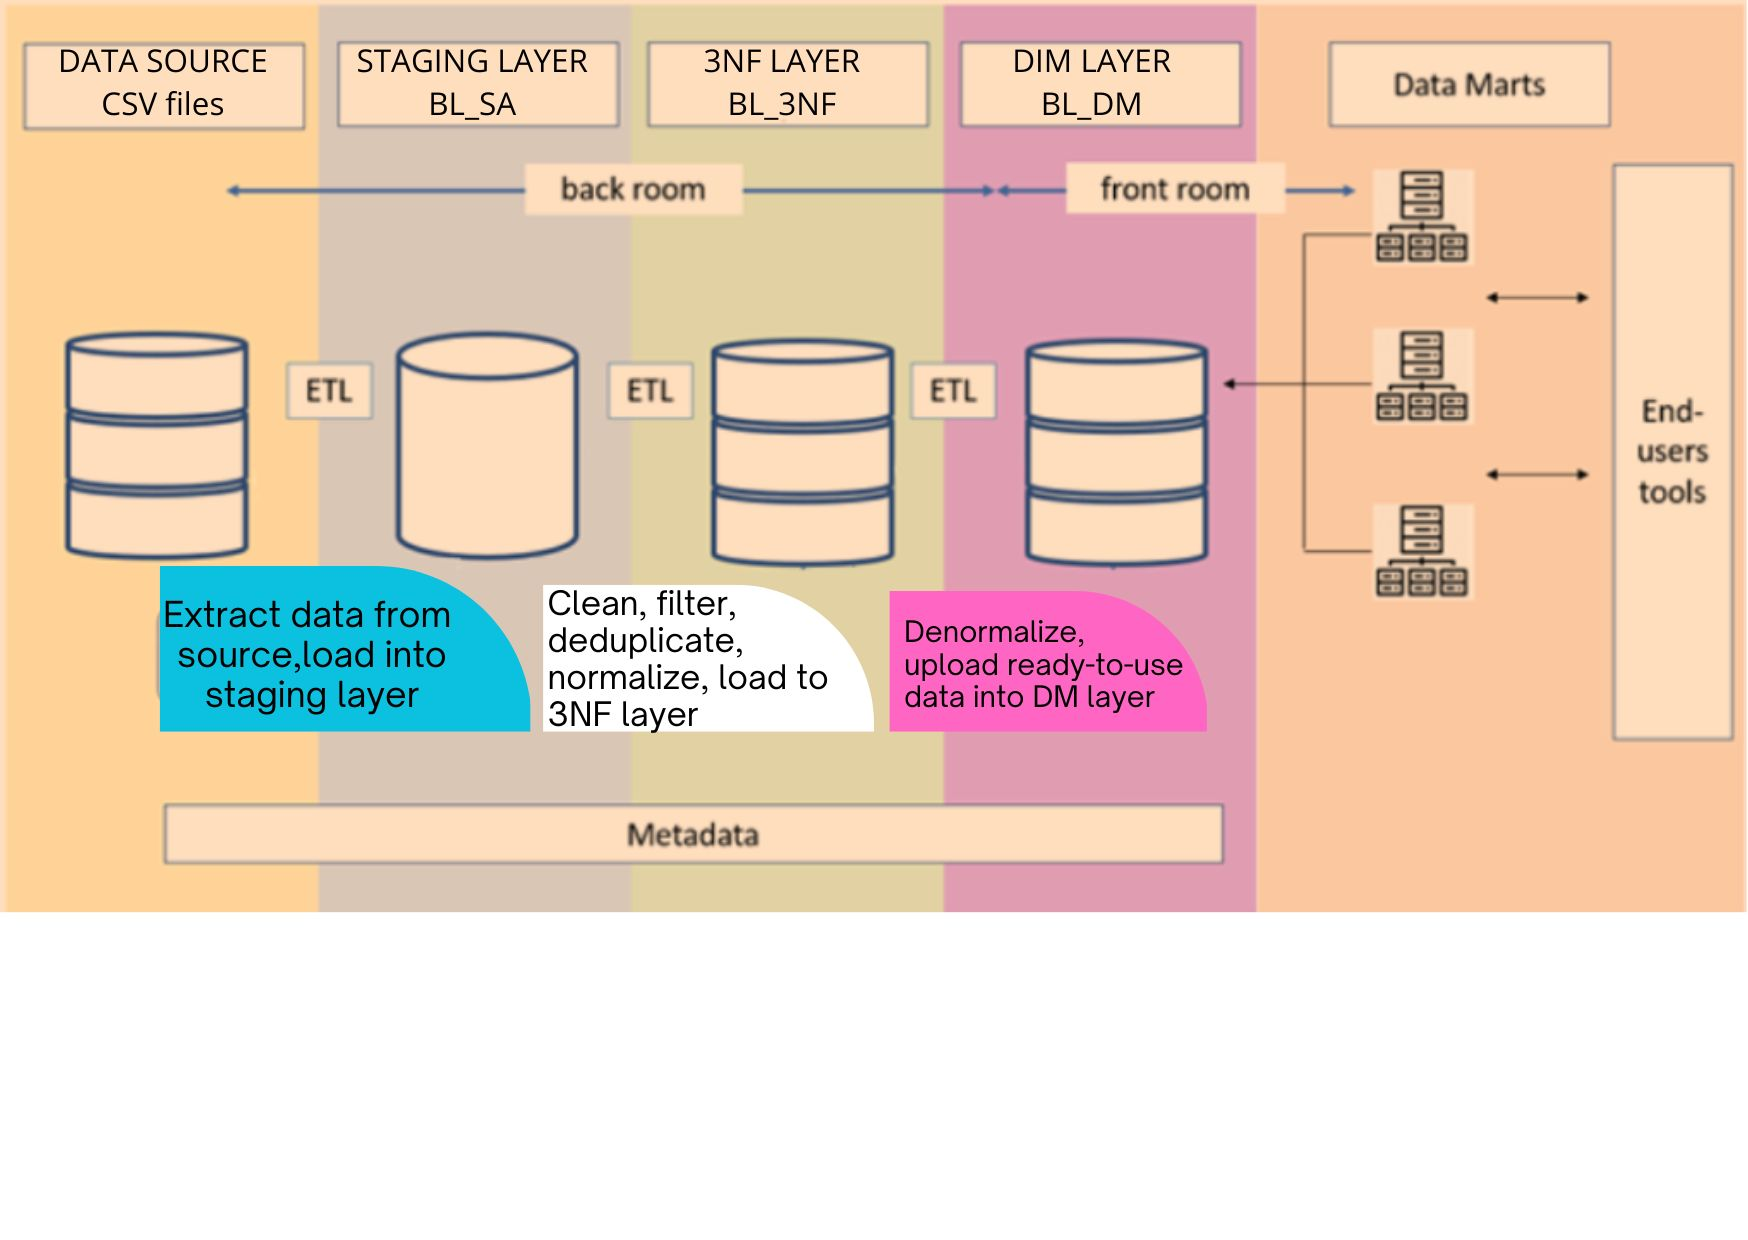 DATA SOURCE
CSV files
STAGING LAYER
BL_SA
3NF LAYER
BL_3NF
DIM LAYER
BL_DM
Data Marts
back room
front room
ETL
ETL
ETL
End-
users
tools
Extract data from
source,load into
staging layer
Clean, filter,
deduplicate,
normalize, load to
3NF layer
Denormalize,
upload ready-to-use
data into DM layer
Metadata